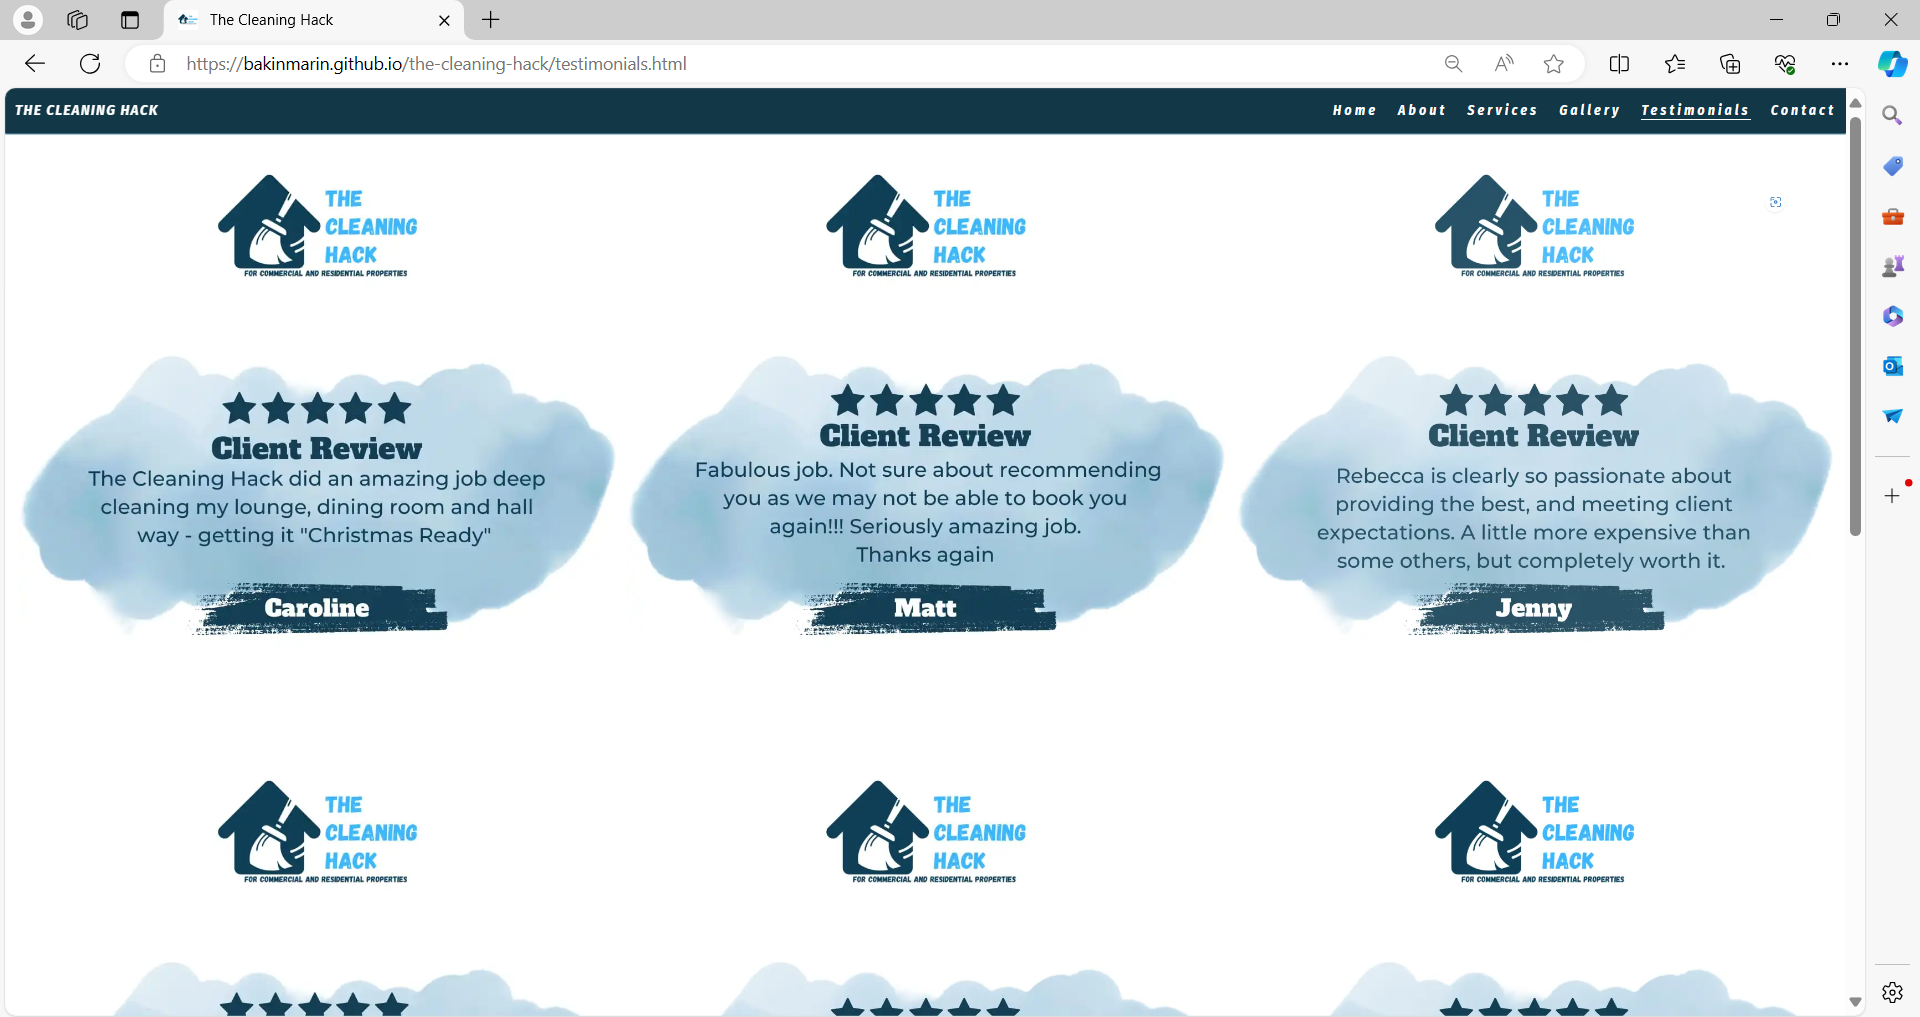 The Cleaning Hack
https://bakinmarin.github.io/the-cleaning-hack/testimonials.html
THE CLEANING HACK
Home About Services Gallery Testimonials Contact
THE
CLEANING
HACK
FOR COMMERCIAL AND RESIDENTIAL PROPERTIES
THE
CLEANING
HACK
FOR COMMERCIAL AND RESIDENTIAL PROPERTIES
THE
CLEANING
HACK
FOR COMMERCIAL AND RESIDENTIAL PROPERTIES
Client Review
The Cleaning Hack did an amazing job deep
cleaning my lounge, dining room and hall
way - getting it "Christmas Ready"
Caroline
Client Review
Fabulous job. Not sure about recommending
you as we may not be able to book you
again!!! Seriously amazing job.
Thanks again
Matt
Client Review
Rebecca is clearly so passionate about
providing the best, and meeting client
expectations. A little more expensive than
some others, but completely worth it.
Jenny
THE
CLEANING
HACK
FOR COMMERCIAL AND RESIDENTIAL PROPERTIES
THE
CLEANING
HACK
FOR COMMERCIAL AND RESIDENTIAL PROPERTIES
THE
CLEANING
HACK
FOR COMMERCIAL AND RESIDENTIAL PROPERTIES